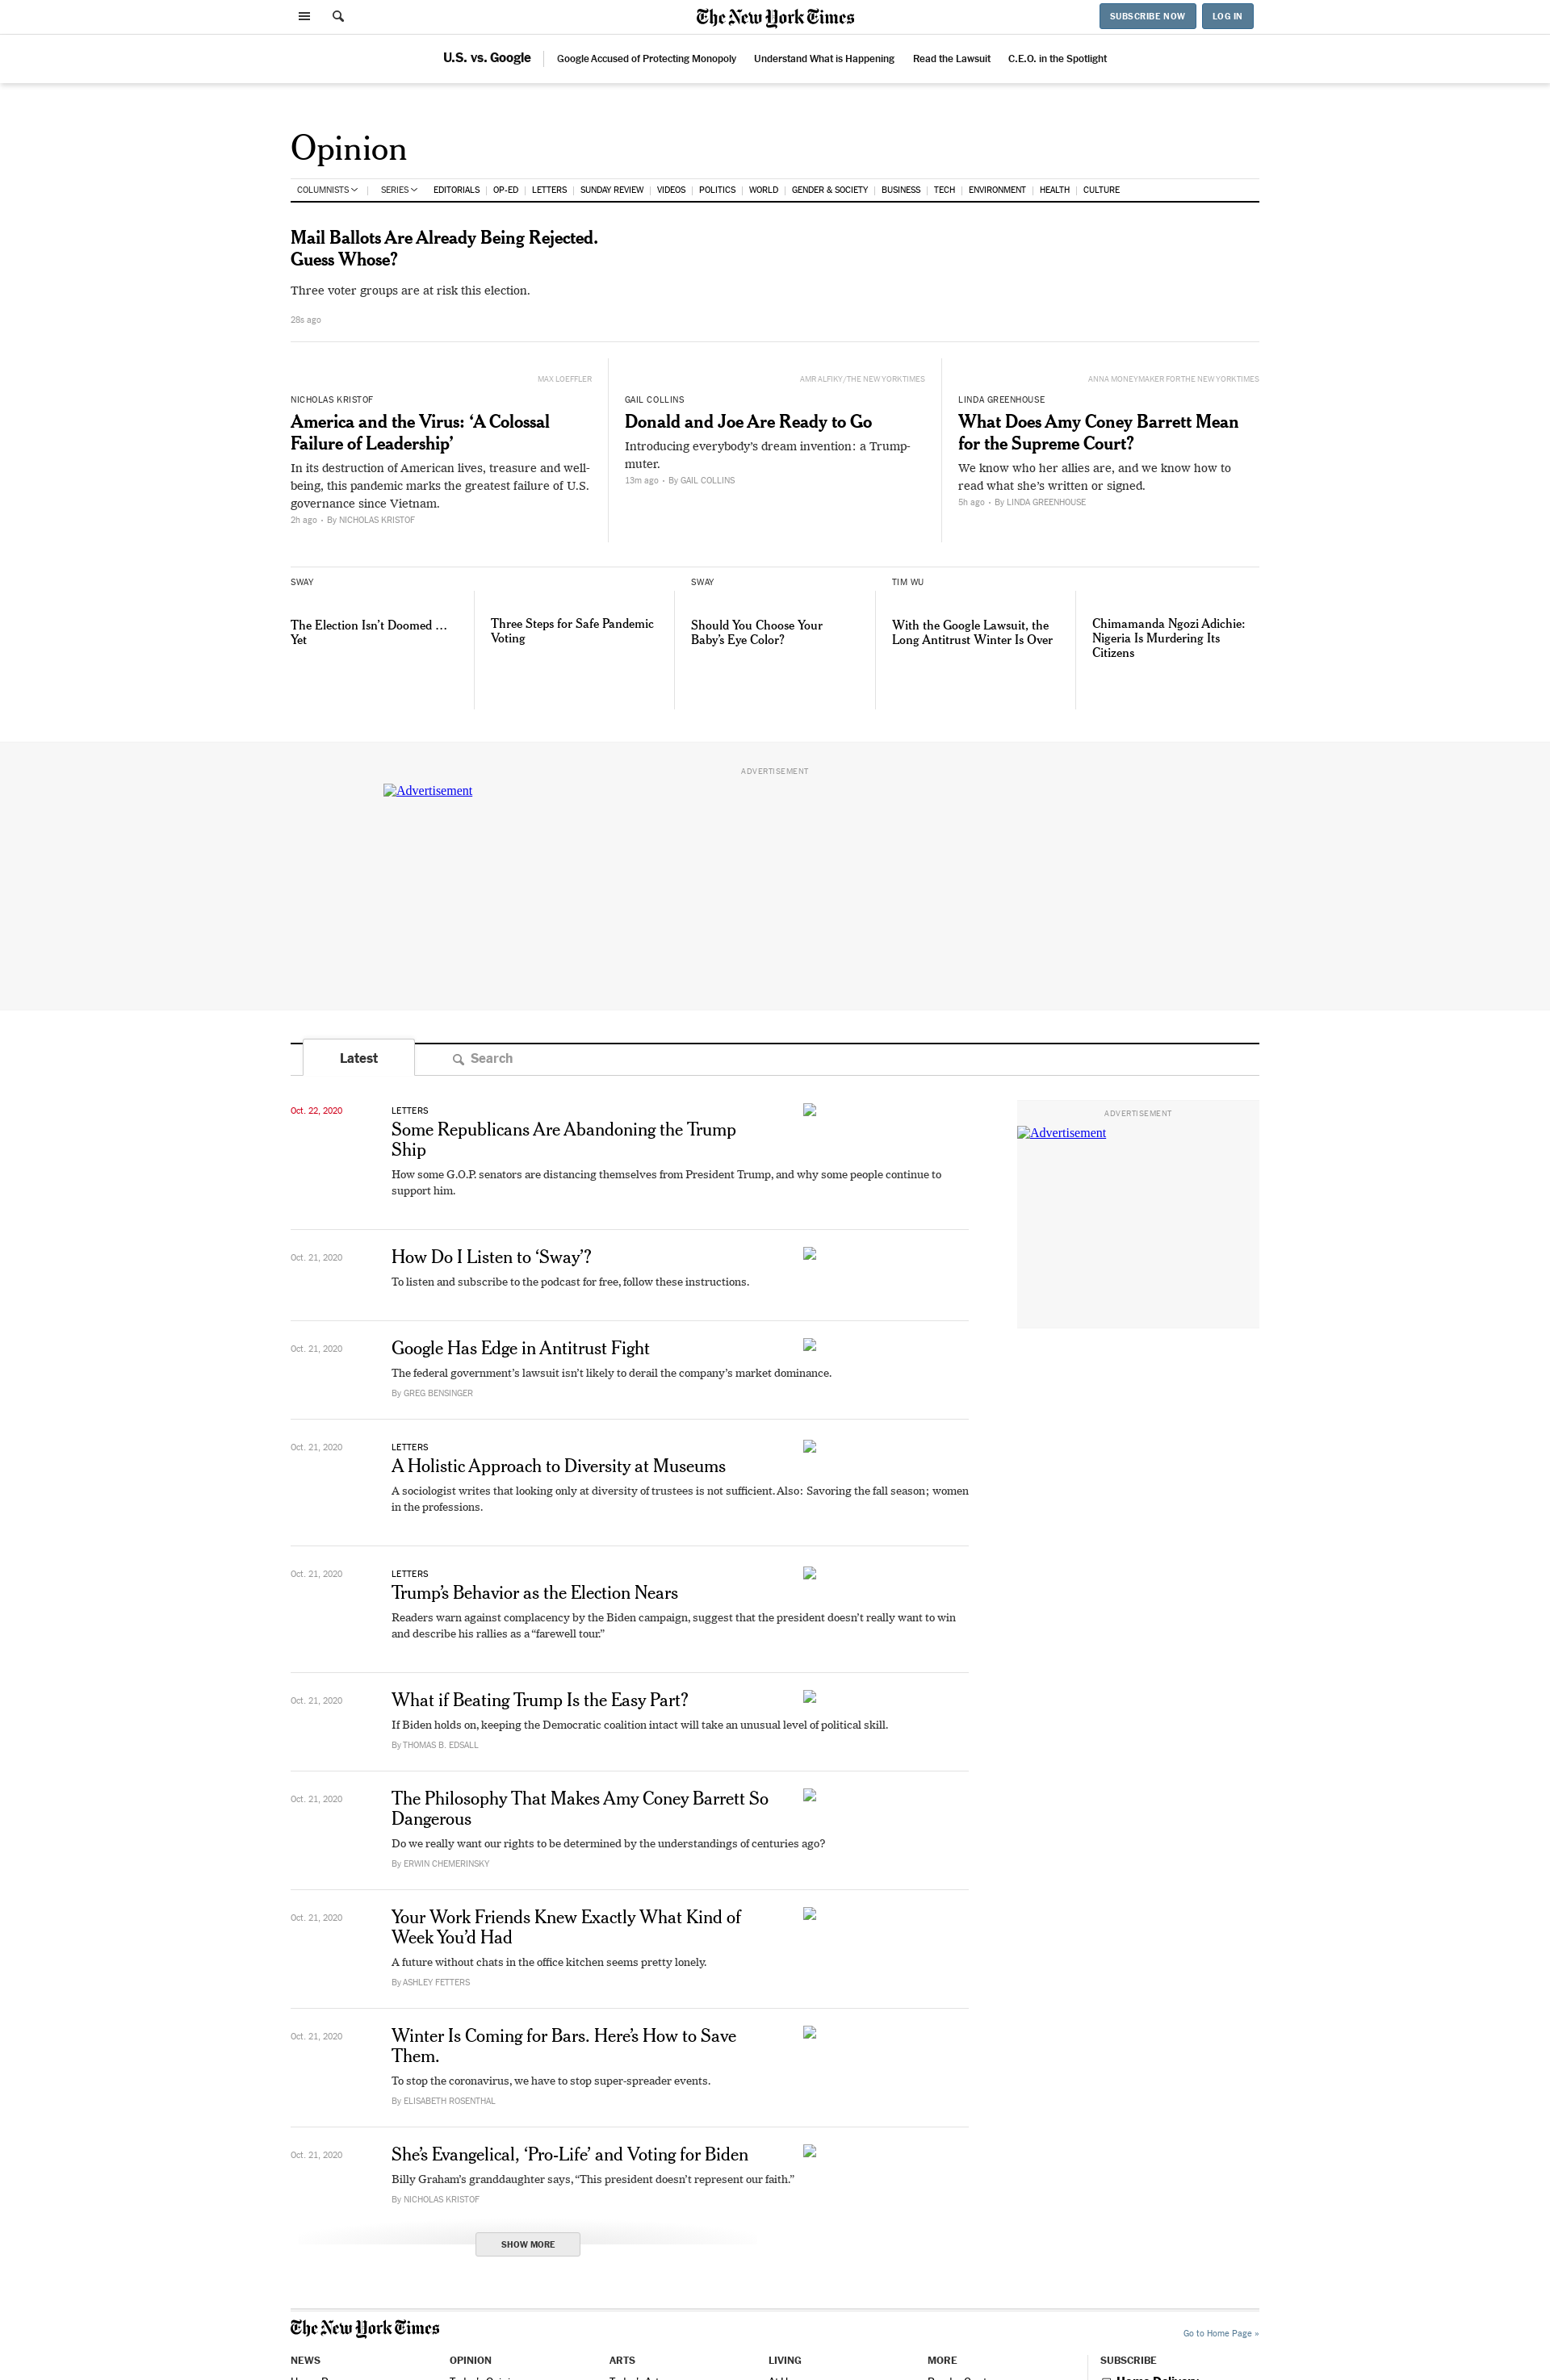 The New York Times
SUBSCRIBE NOW
LOG IN
U.S. vs. Google
Google Accused of Protecting Monopoly
Understand What is Happening
Read the Lawsuit
C.E.O. in the Spotlight
Opinion
COLUMNISTS
SERIES
EDITORIALS
OP-ED
LETTERS
SUNDAY REVIEW
VIDEOS
POLITICS
WORLD
GENDER & SOCIETY
BUSINESS
TECH
ENVIRONMENT
HEALTH
CULTURE
Mail Ballots Are Already Being Rejected.
Guess Whose?
Three voter groups are at risk this election.
28s ago
MAX LOEFFLER
NICHOLAS KRISTOF
America and the Virus: ‘A Colossal
Failure of Leadership’
In its destruction of American lives, treasure and well-
being, this pandemic marks the greatest failure of U.S.
governance since Vietnam.
2h ago • By NICHOLAS KRISTOF
AMR ALFIKY/THE NEW YORK TIMES
GAIL COLLINS
Donald and Joe Are Ready to Go
Introducing everybody’s dream invention: a Trump-
muter.
13m ago • By GAIL COLLINS
ANNA MONEYMAKER FOR THE NEW YORK TIMES
LINDA GREENHOUSE
What Does Amy Coney Barrett Mean
for the Supreme Court?
We know who her allies are, and we know how to
read what she’s written or signed.
5h ago • By LINDA GREENHOUSE
SWAY
The Election Isn’t Doomed …
Yet
Three Steps for Safe Pandemic
Voting
SWAY
Should You Choose Your
Baby’s Eye Color?
TIM WU
With the Google Lawsuit, the
Long Antitrust Winter Is Over
Chimamanda Ngozi Adichie:
Nigeria Is Murdering Its
Citizens
ADVERTISEMENT
Advertisement
Latest
Search
Oct. 22, 2020
LETTERS
Some Republicans Are Abandoning the Trump
Ship
How some G.O.P. senators are distancing themselves from President Trump, and why some people continue to
support him.
ADVERTISEMENT
Advertisement
Oct. 21, 2020
How Do I Listen to ‘Sway’?
To listen and subscribe to the podcast for free, follow these instructions.
Oct. 21, 2020
Google Has Edge in Antitrust Fight
The federal government’s lawsuit isn’t likely to derail the company’s market dominance.
By GREG BENSINGER
Oct. 21, 2020
LETTERS
A Holistic Approach to Diversity at Museums
A sociologist writes that looking only at diversity of trustees is not sufficient. Also: Savoring the fall season; women
in the professions.
Oct. 21, 2020
LETTERS
Trump’s Behavior as the Election Nears
Readers warn against complacency by the Biden campaign, suggest that the president doesn’t really want to win
and describe his rallies as a “farewell tour.”
Oct. 21, 2020
What if Beating Trump Is the Easy Part?
If Biden holds on, keeping the Democratic coalition intact will take an unusual level of political skill.
By THOMAS B. EDSALL
Oct. 21, 2020
The Philosophy That Makes Amy Coney Barrett So
Dangerous
Do we really want our rights to be determined by the understandings of centuries ago?
By ERWIN CHEMERINSKY
Oct. 21, 2020
Your Work Friends Knew Exactly What Kind of
Week You’d Had
A future without chats in the office kitchen seems pretty lonely.
By ASHLEY FETTERS
Oct. 21, 2020
Winter Is Coming for Bars. Here’s How to Save
Them.
To stop the coronavirus, we have to stop super-spreader events.
By ELISABETH ROSENTHAL
Oct. 21, 2020
She’s Evangelical, ‘Pro-Life’ and Voting for Biden
Billy Graham’s granddaughter says, “This president doesn’t represent our faith.”
By NICHOLAS KRISTOF
SHOW MORE
The New York Times
Go to Home Page »
NEWS
OPINION
ARTS
LIVING
MORE
SUBSCRIBE